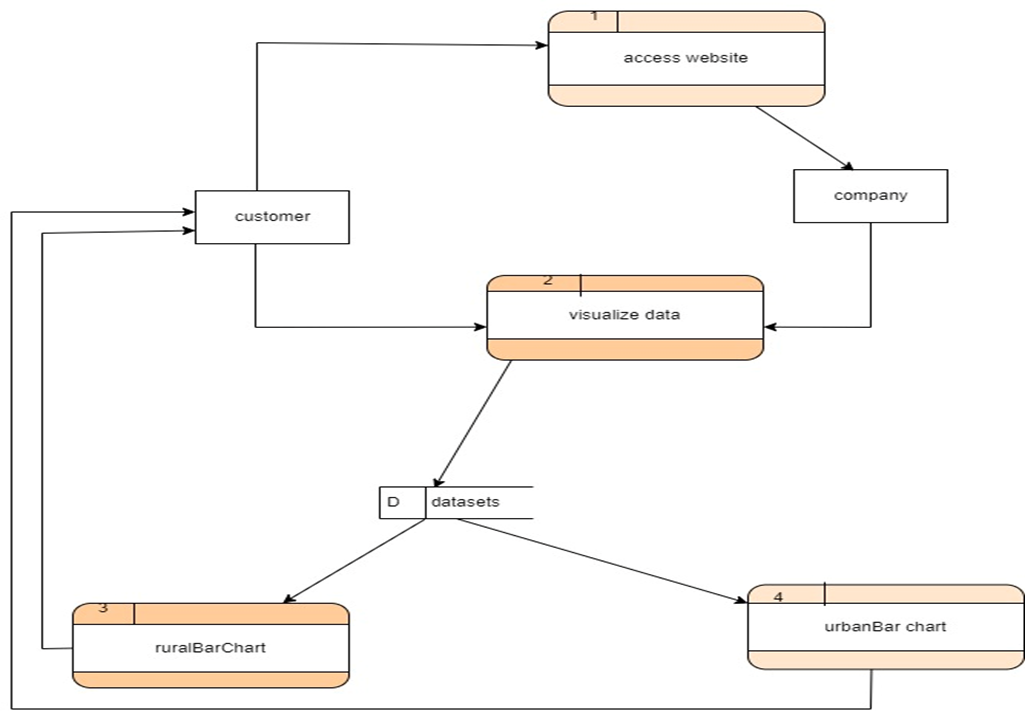 1
access website
customer
company
2
visualize data
D datasets
3
ruralBarChart
4
urbanBar chart